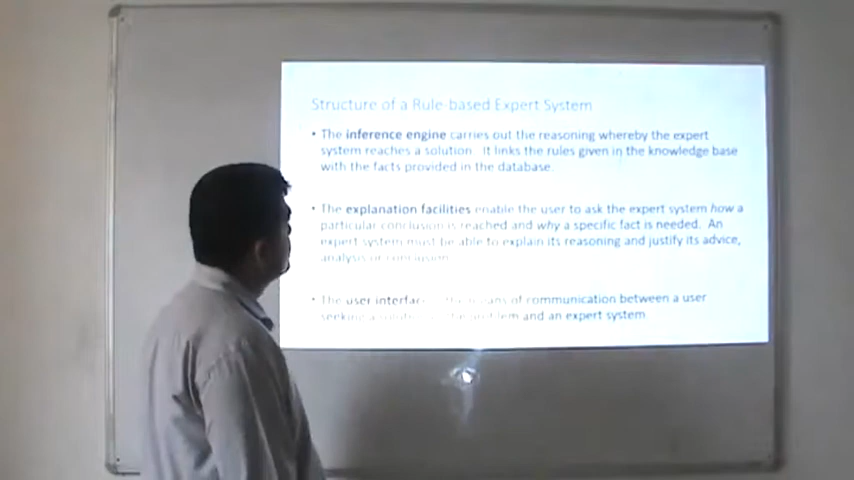 Structure of a Rule-based Expert System
• The inference engine carries out the reasoning whereby the expert
system reaches a solution. It links the rules given in the knowledge base
with the facts provided in the database.
• The explanation facilities enable the user to ask the expert system how a
particular conclusion is reached and why a specific fact is needed. An
expert system must be able to explain its reasoning and justify its advice,
analysis or conclusion.
• The user interface means of communication between a user
seeking a problem and an expert system.